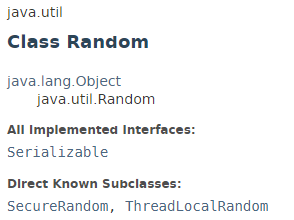 java.util
Class Random
java.lang.Object
java.util.Random
All Implemented Interfaces:
Serializable
Direct Known Subclasses:
SecureRandom, ThreadLocalRandom